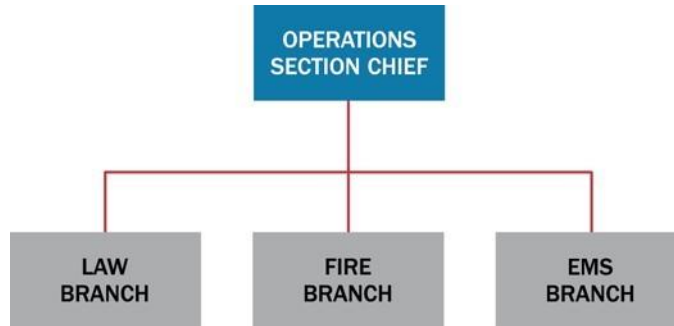 OPERATIONS
SECTION CHIEF
LAW
BRANCH
FIRE
BRANCH
EMS
BRANCH